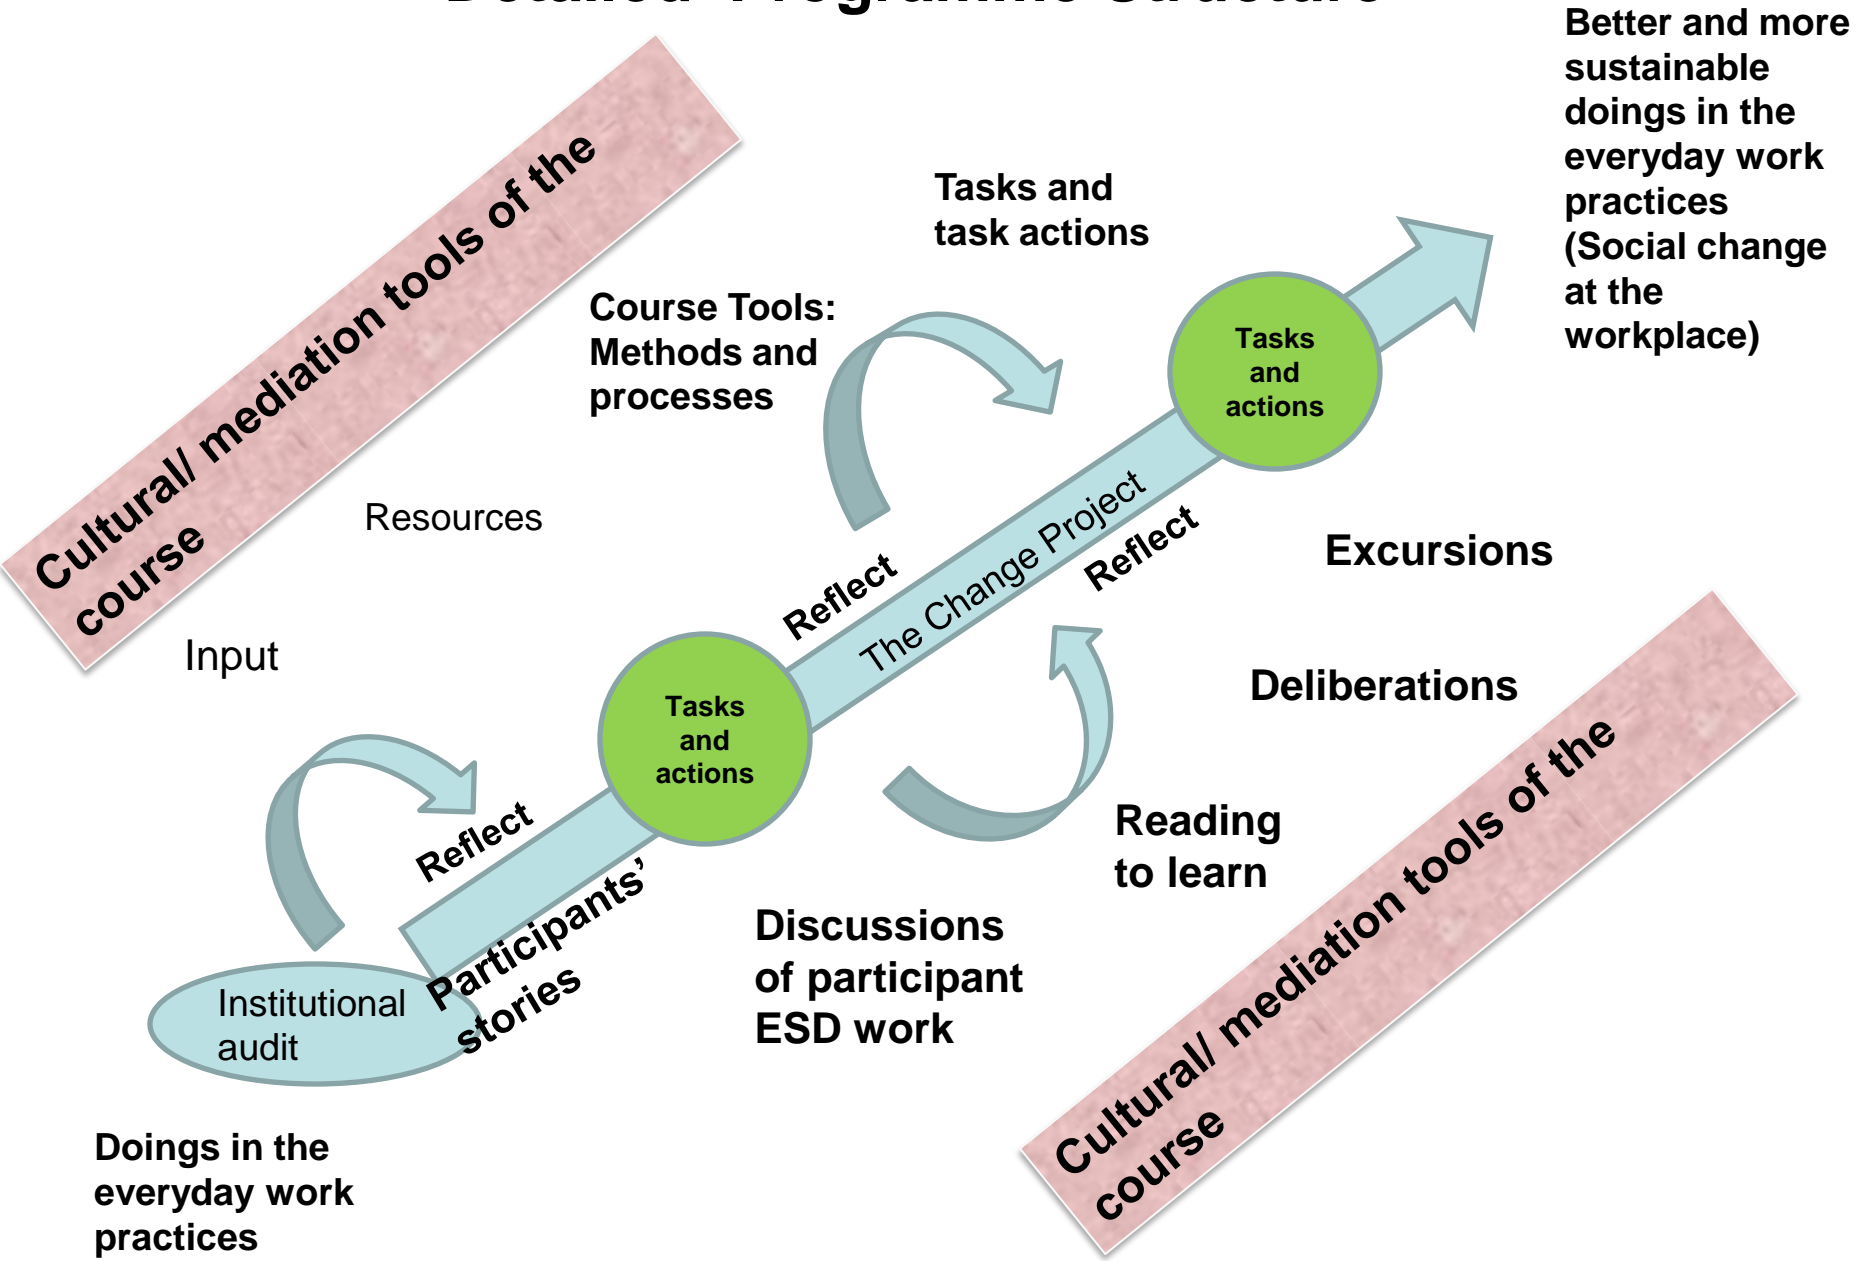 Detailed Programme Structure
Better and more
sustainable
doings in the
everyday work
practices
(Social change
at the
workplace)
Cultural/ mediation tools of the
course
Tasks and
task actions
Course Tools:
Methods and
processes
Tasks
and
actions
Resources
The Change Project
Reflect
Reflect
Excursions
Input
Deliberations
Tasks
and
actions
Reflect
Reading
to learn
Participants’
stories
Discussions
of participant
ESD work
Institutional
audit
Cultural/ mediation tools of the
course
Doings in the
everyday work
practices